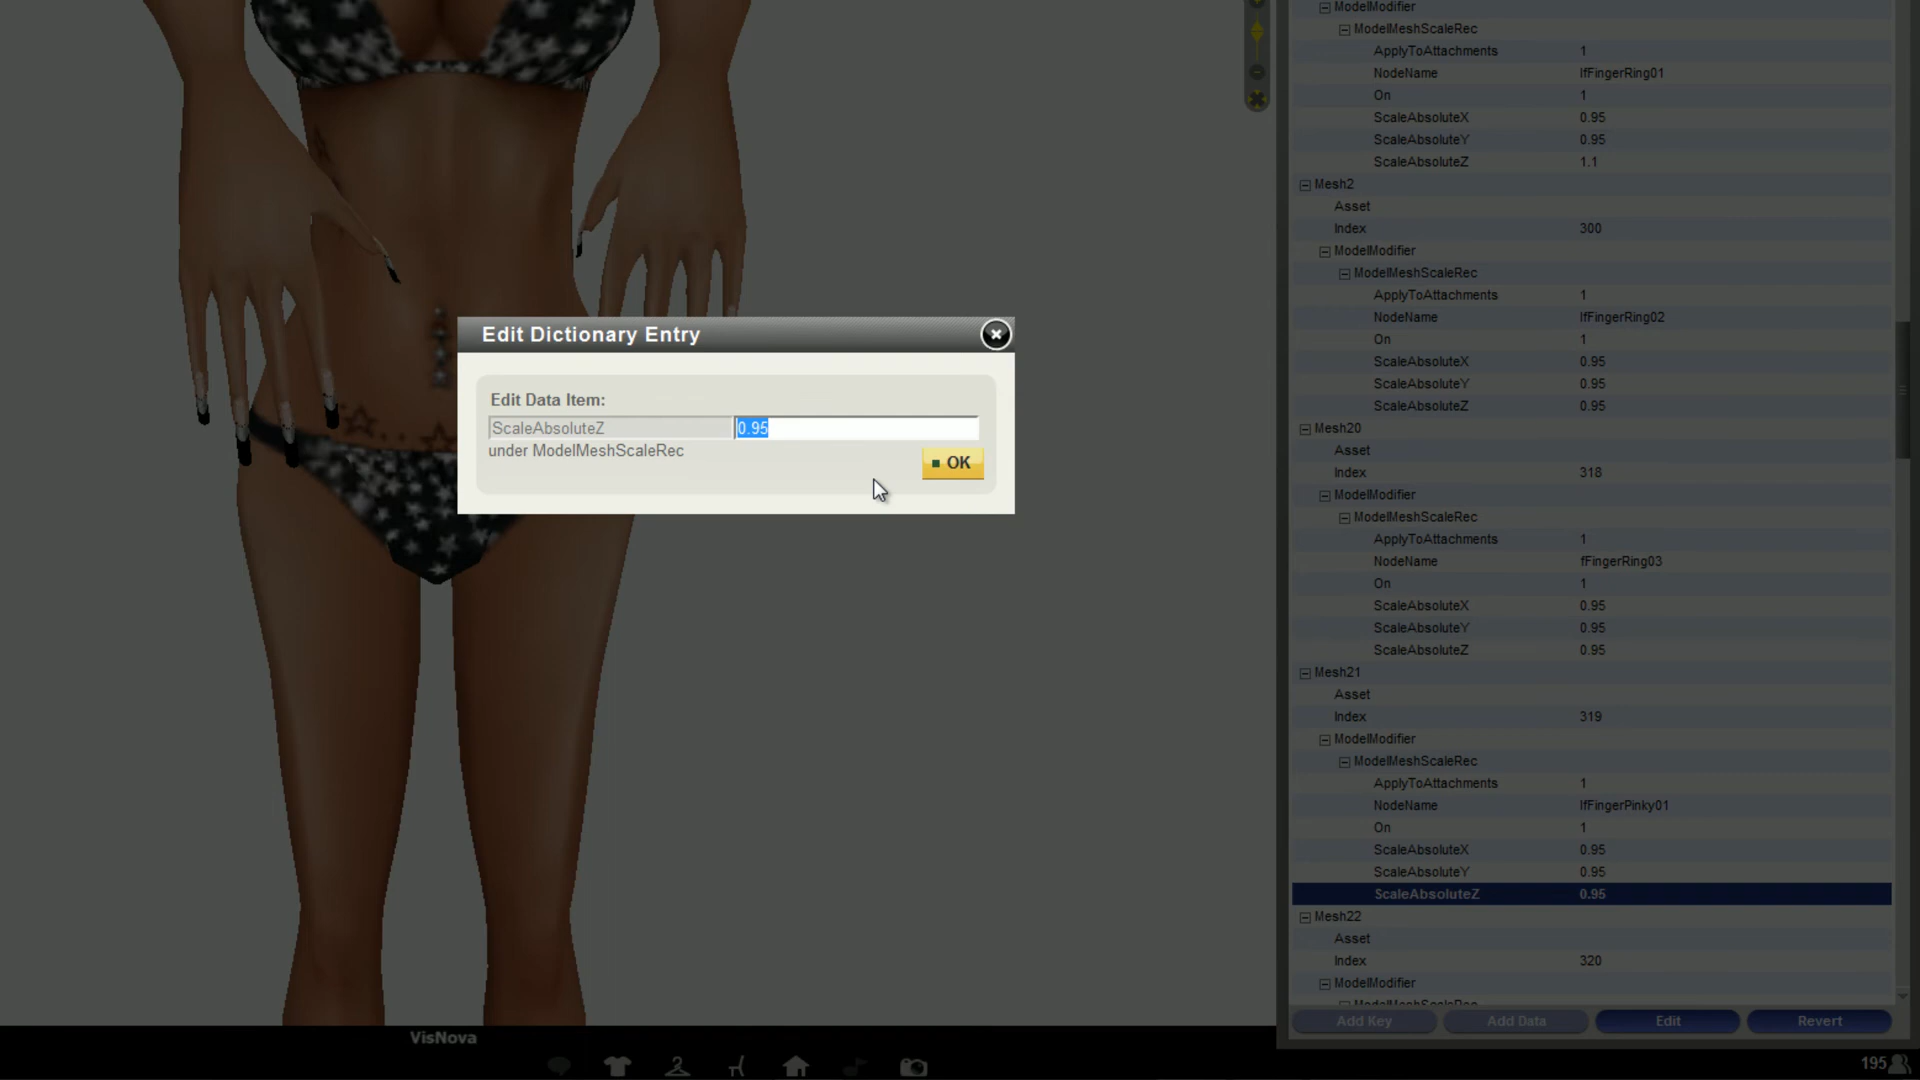 Edit Dictionary Entry
Edit Data Item:
ScaleAbsoluteZ 0.95
under ModelMeshScaleRec
OK
ModelModifier
ModelMeshScaleRec
ApplyToAttachments 1
NodeName lfFingerRing01
On 1
ScaleAbsoluteX 0.95
ScaleAbsoluteY 0.95
ScaleAbsoluteZ 1.1
Mesh2
Asset
Index 300
ModelModifier
ModelMeshScaleRec
ApplyToAttachments 1
NodeName lfFingerRing02
On 1
ScaleAbsoluteX 0.95
ScaleAbsoluteY 0.95
ScaleAbsoluteZ 0.95
Mesh20
Asset
Index 318
ModelModifier
ModelMeshScaleRec
ApplyToAttachments 1
NodeName fFingerRing03
On 1
ScaleAbsoluteX 0.95
ScaleAbsoluteY 0.95
ScaleAbsoluteZ 0.95
Mesh21
Asset
Index 319
ModelModifier
ModelMeshScaleRec
ApplyToAttachments 1
NodeName lfFingerPinky01
On 1
ScaleAbsoluteX 0.95
ScaleAbsoluteY 0.95
ScaleAbsoluteZ 0.95
Mesh22
Asset
Index 320
ModelModifier
ModelMeshScaleRec
Add Key Add Data Edit Revert
VisNova
195